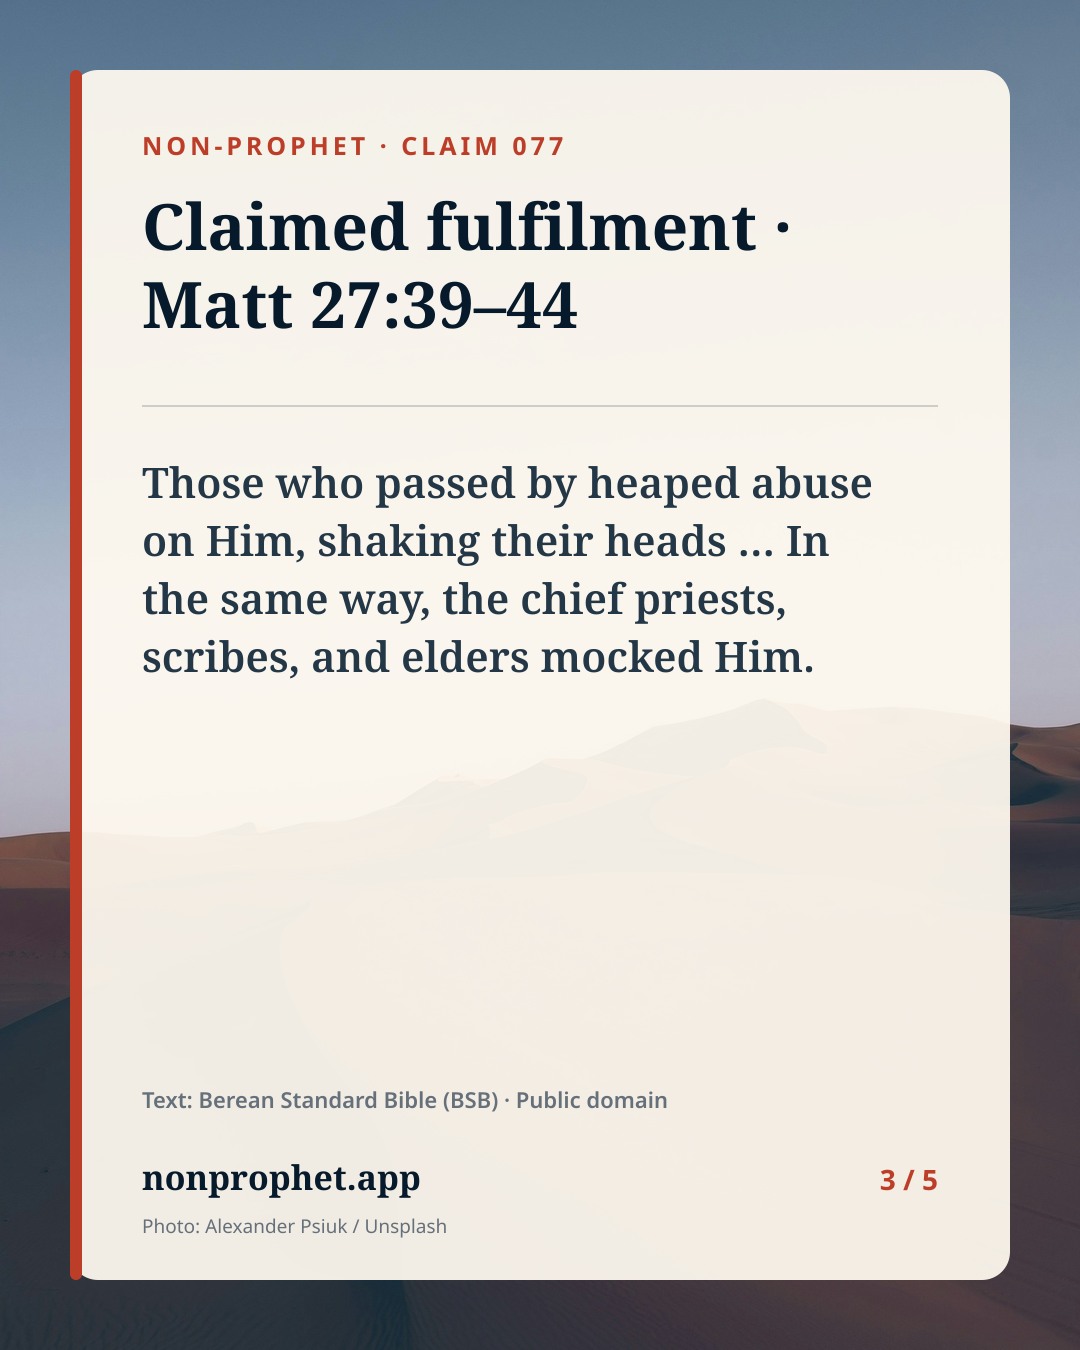 NON-PROPHET · CLAIM 077
Claimed fulfilment ·
Matt 27:39–44
Those who passed by heaped abuse
on Him, shaking their heads ... In
the same way, the chief priests,
scribes, and elders mocked Him.
Text: Berean Standard Bible (BSB) · Public domain
nonprophet.app
3 / 5
Photo: Alexander Psiuk / Unsplash